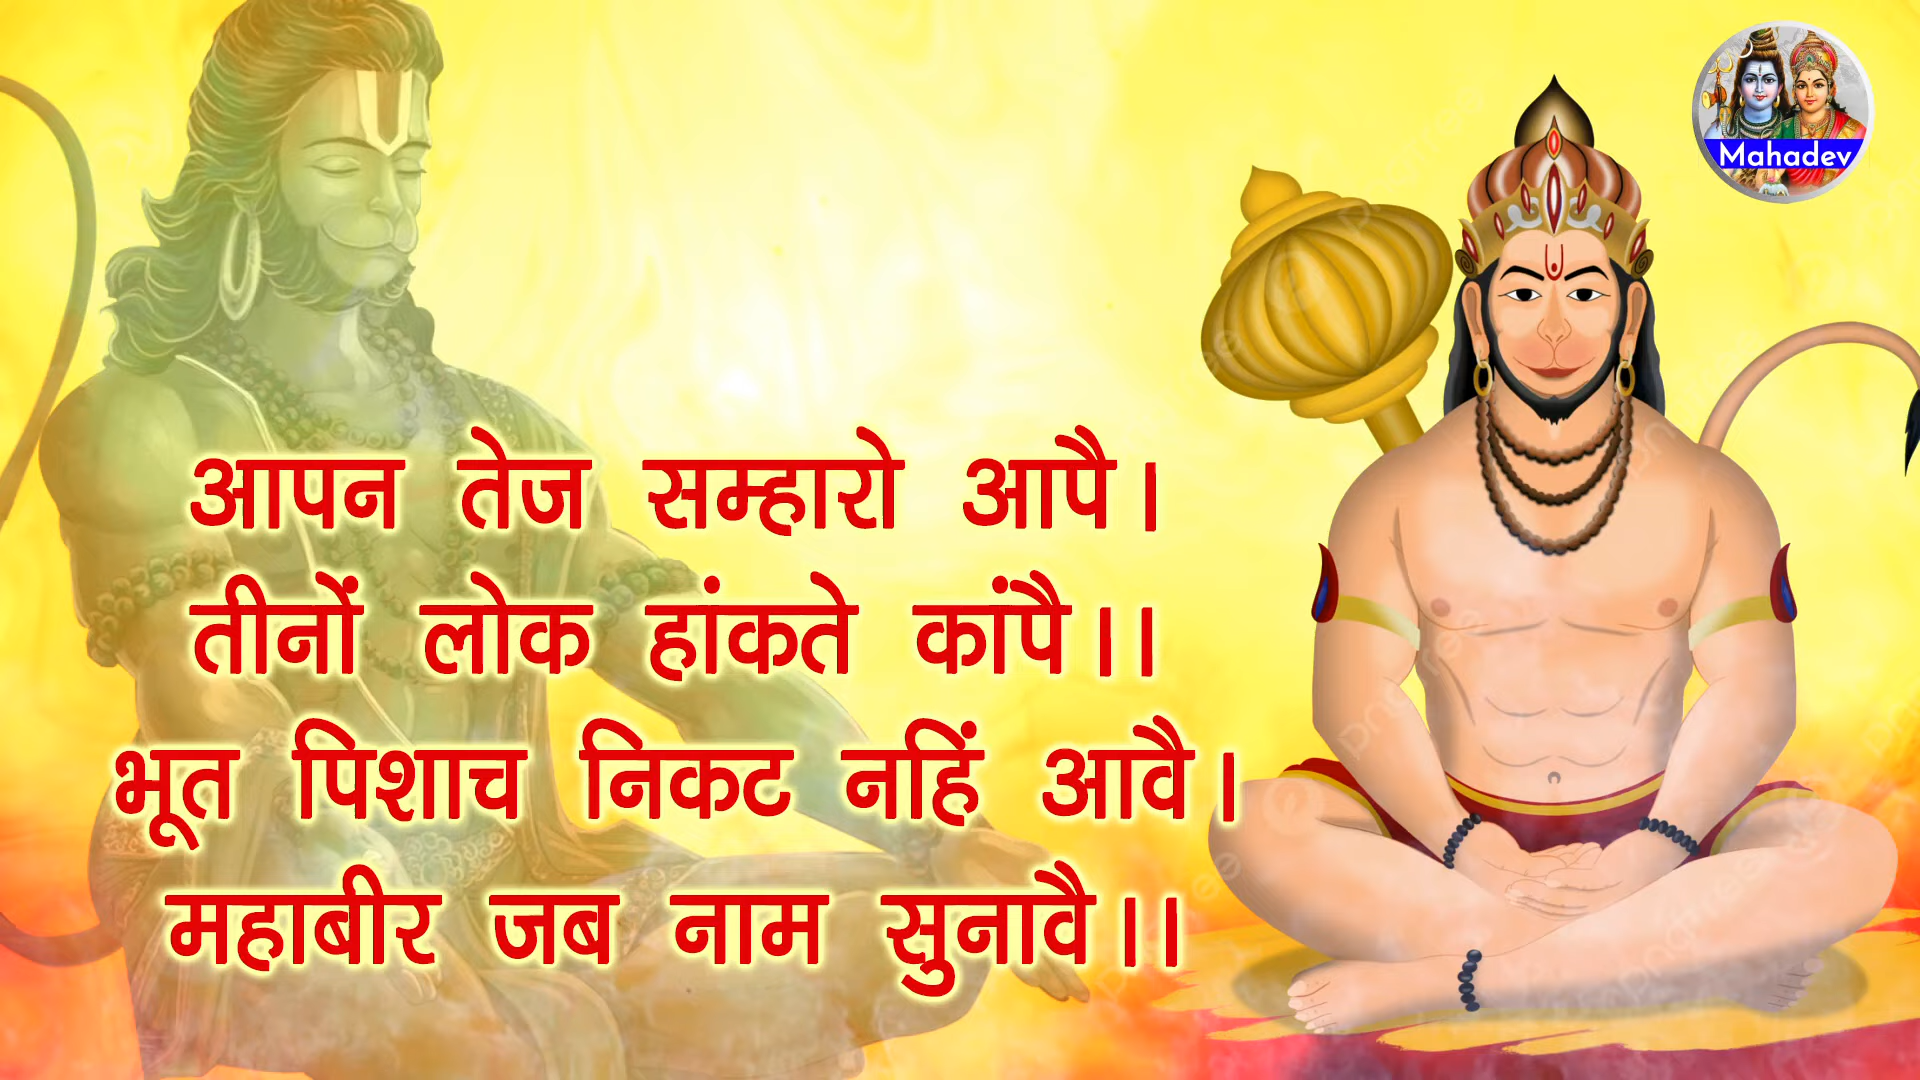 Mahadev
आपन तेज सम्हारो आपै।
तीनों लोक हांकते कांपै।।
भूत पिशाच निकट नहिं आवै।
महाबीर जब नाम सुनावै।।